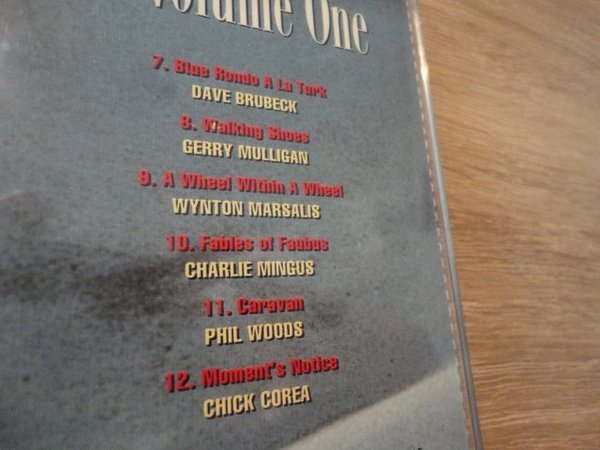 Volume One
7. Blue Rondo A La Turk
DAVE BRUBECK
8. Walking Shoes
GERRY MULLIGAN
9. A Wheel Within A Wheel
WYNTON MARSALIS
10. Fables of Faubus
CHARLIE MINGUS
11. Caravan
PHIL WOODS
12. Moment's Notice
CHICK COREA